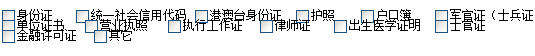 身份证 统一社会信用代码 港澳台身份证 护照 户口簿 军官证（士兵证
单位证书 营业执照 执行工作证 律师证 出生医学证明 士官证
金融许可证 其它